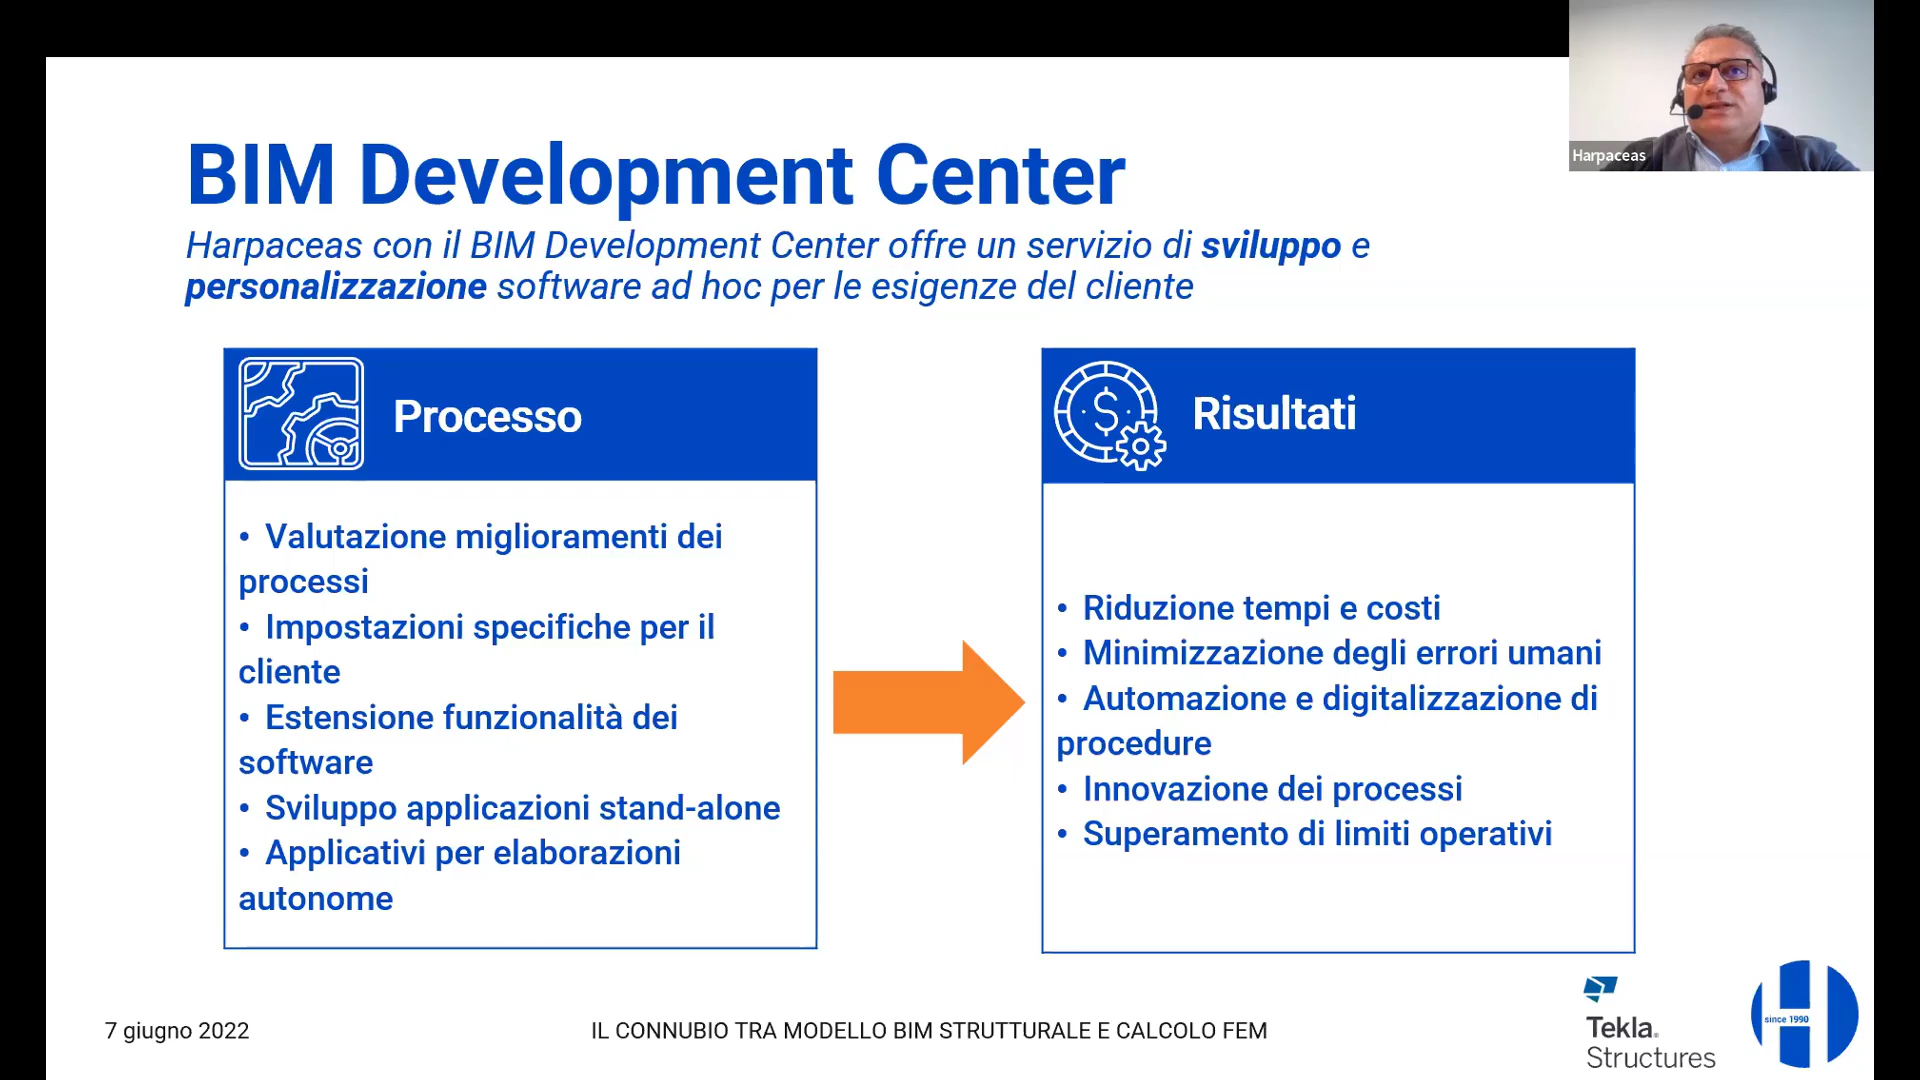 Harpaceas
BIM Development Center
Harpaceas con il BIM Development Center offre un servizio di sviluppo e
personalizzazione software ad hoc per le esigenze del cliente
Processo
• Valutazione miglioramenti dei
processi
• Impostazioni specifiche per il
cliente
• Estensione funzionalità dei
software
• Sviluppo applicazioni stand-alone
• Applicativi per elaborazioni
autonome
Risultati
• Riduzione tempi e costi
• Minimizzazione degli errori umani
• Automazione e digitalizzazione di
procedure
• Innovazione dei processi
• Superamento di limiti operativi
7 giugno 2022
IL CONNUBIO TRA MODELLO BIM STRUTTURALE E CALCOLO FEM
Tekla®
Structures
since 1990